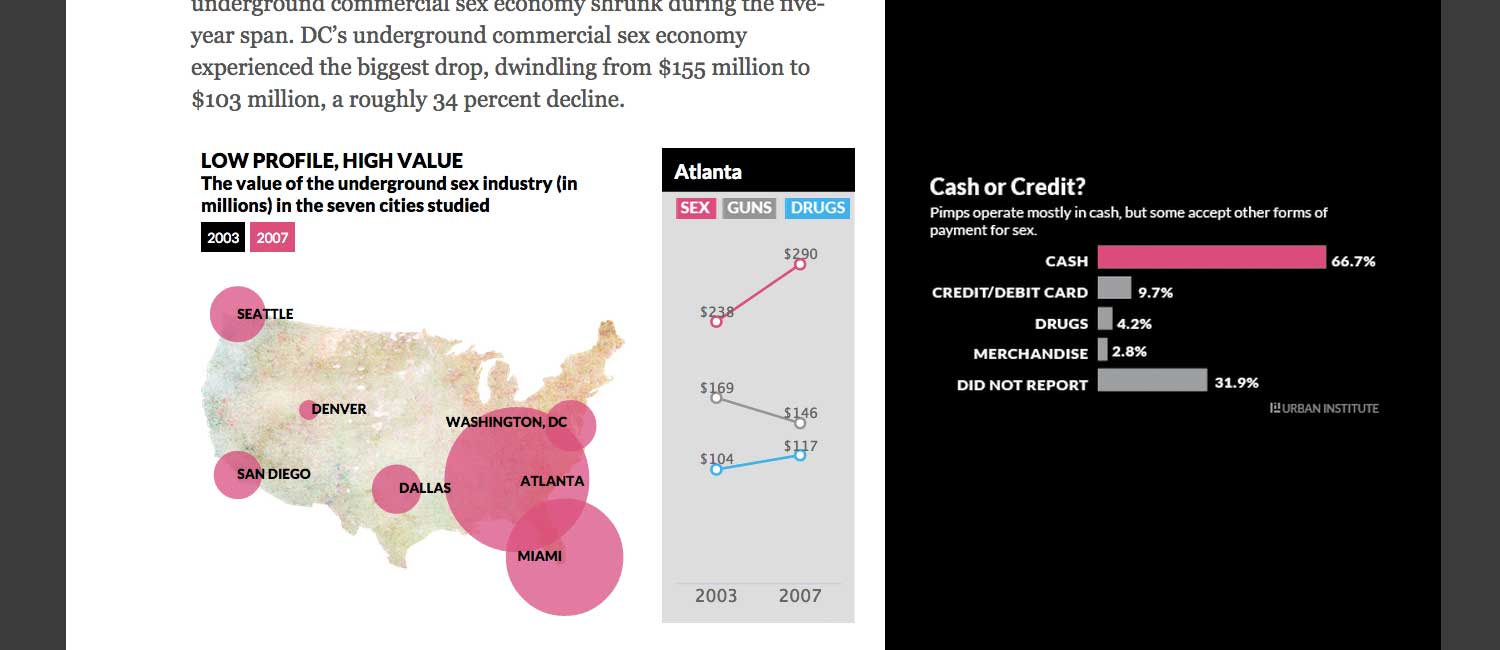 underground commercial sex economy shrunk during the five-
year span. DC’s underground commercial sex economy
experienced the biggest drop, dwindling from $155 million to
$103 million, a roughly 34 percent decline.
LOW PROFILE, HIGH VALUE
The value of the underground sex industry (in
millions) in the seven cities studied
2003 2007
SEATTLE
DENVER
WASHINGTON, DC
SAN DIEGO
DALLAS
ATLANTA
MIAMI
Atlanta
SEX GUNS DRUGS
$290
$238
$169
$146
$117
$104
2003 2007
Cash or Credit?
Pimps operate mostly in cash, but some accept other forms of
payment for sex.
CASH 66.7%
CREDIT/DEBIT CARD 9.7%
DRUGS 4.2%
MERCHANDISE 2.8%
DID NOT REPORT 31.9%
URBAN INSTITUTE